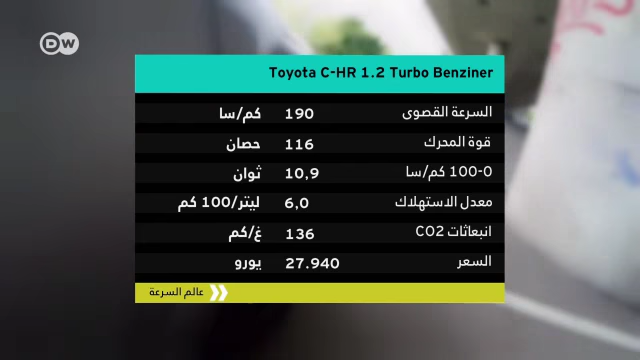 DW
Toyota C-HR 1.2 Turbo Benziner
السرعة القصوى 190 كم/سا
قوة المحرك 116 حصان
0-100 كم/سا 10,9 ثوان
معدل الاستهلاك 6,0 ليتر/100 كم
انبعاثات CO2 136 غ/كم
السعر 27.940 يورو
عالم السرعة